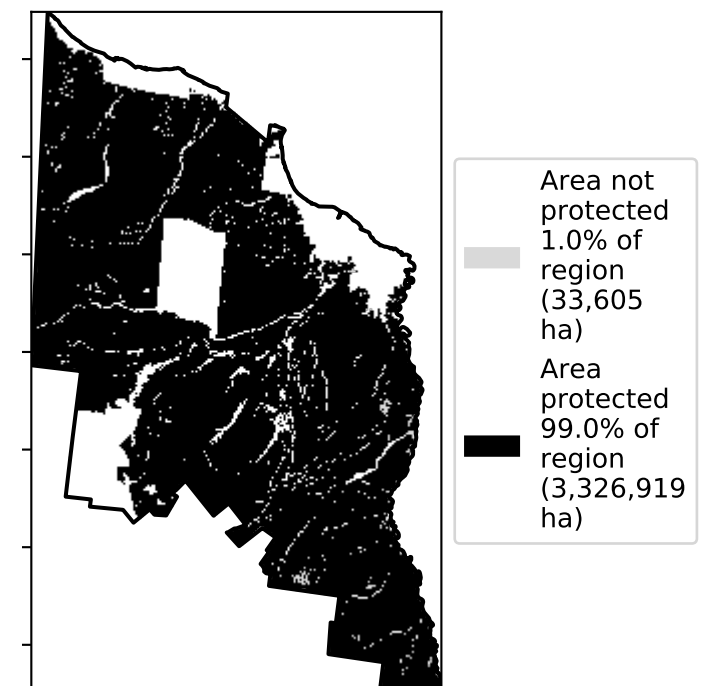 Area not
protected
1.0% of
region
(33,605
ha)
Area
protected
99.0% of
region
(3,326,919
ha)